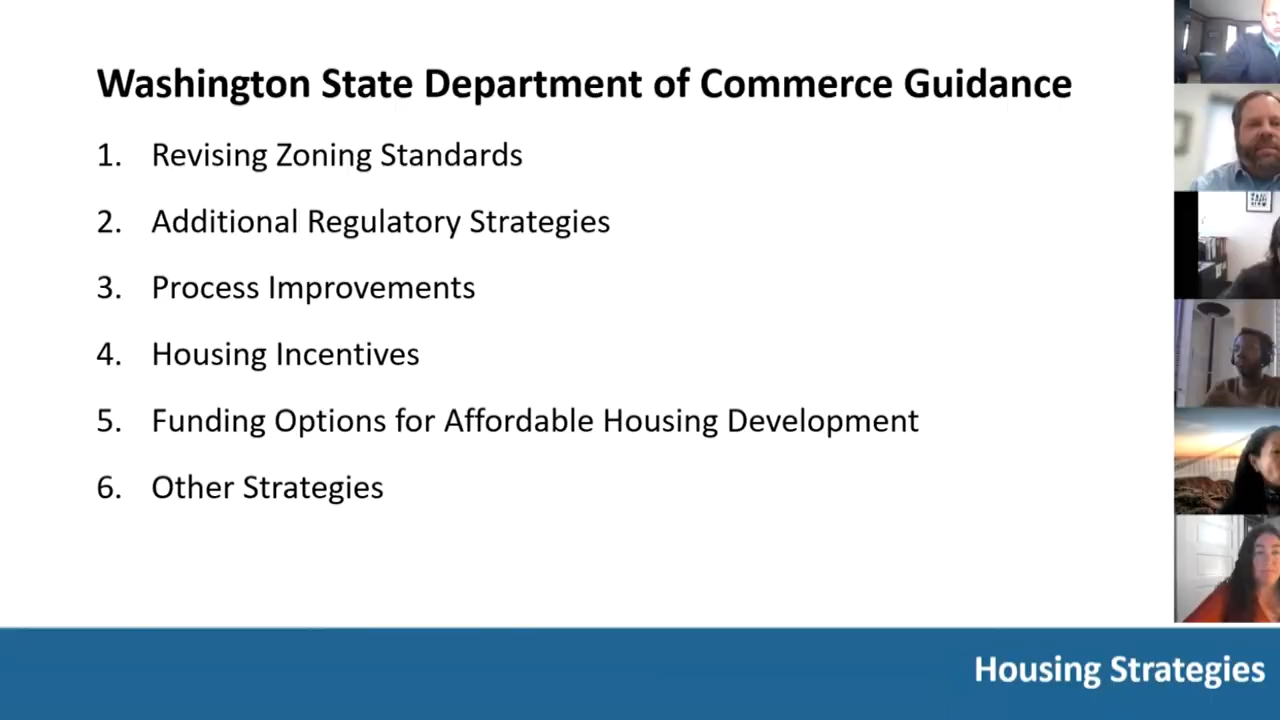 Washington State Department of Commerce Guidance
1. Revising Zoning Standards
2. Additional Regulatory Strategies
3. Process Improvements
4. Housing Incentives
5. Funding Options for Affordable Housing Development
6. Other Strategies
Housing Strategies